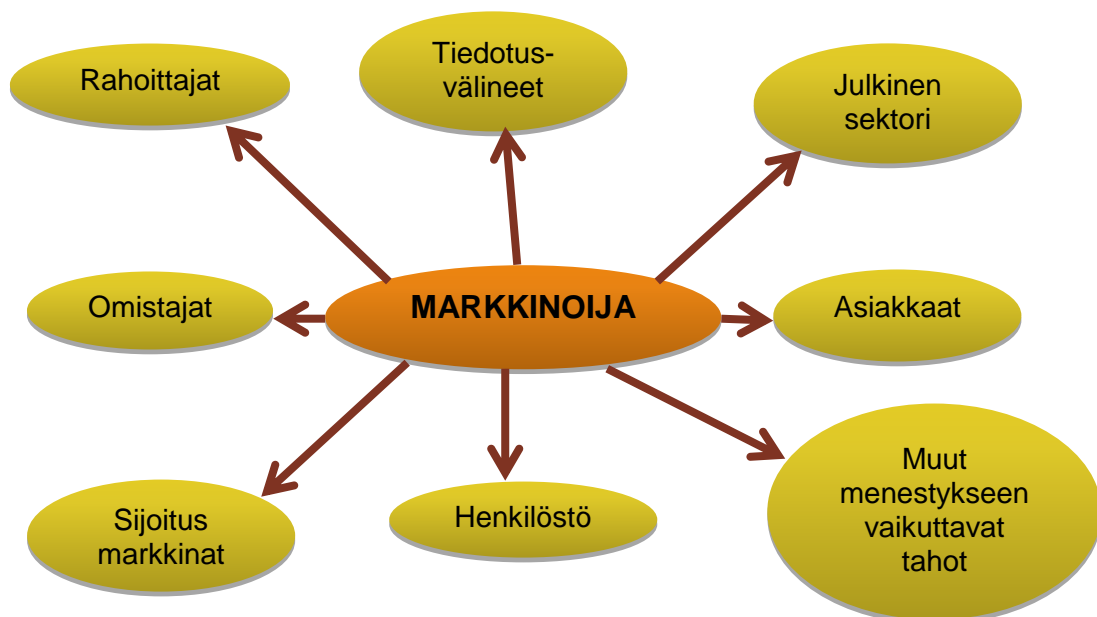 Rahoittajat
Tiedotus-
välineet
Julkinen
sektori
Omistajat
MARKKINOIJA
Asiakkaat
Sijoitus
markkinat
Henkilöstö
Muut
menestykseen
vaikuttavat
tahot